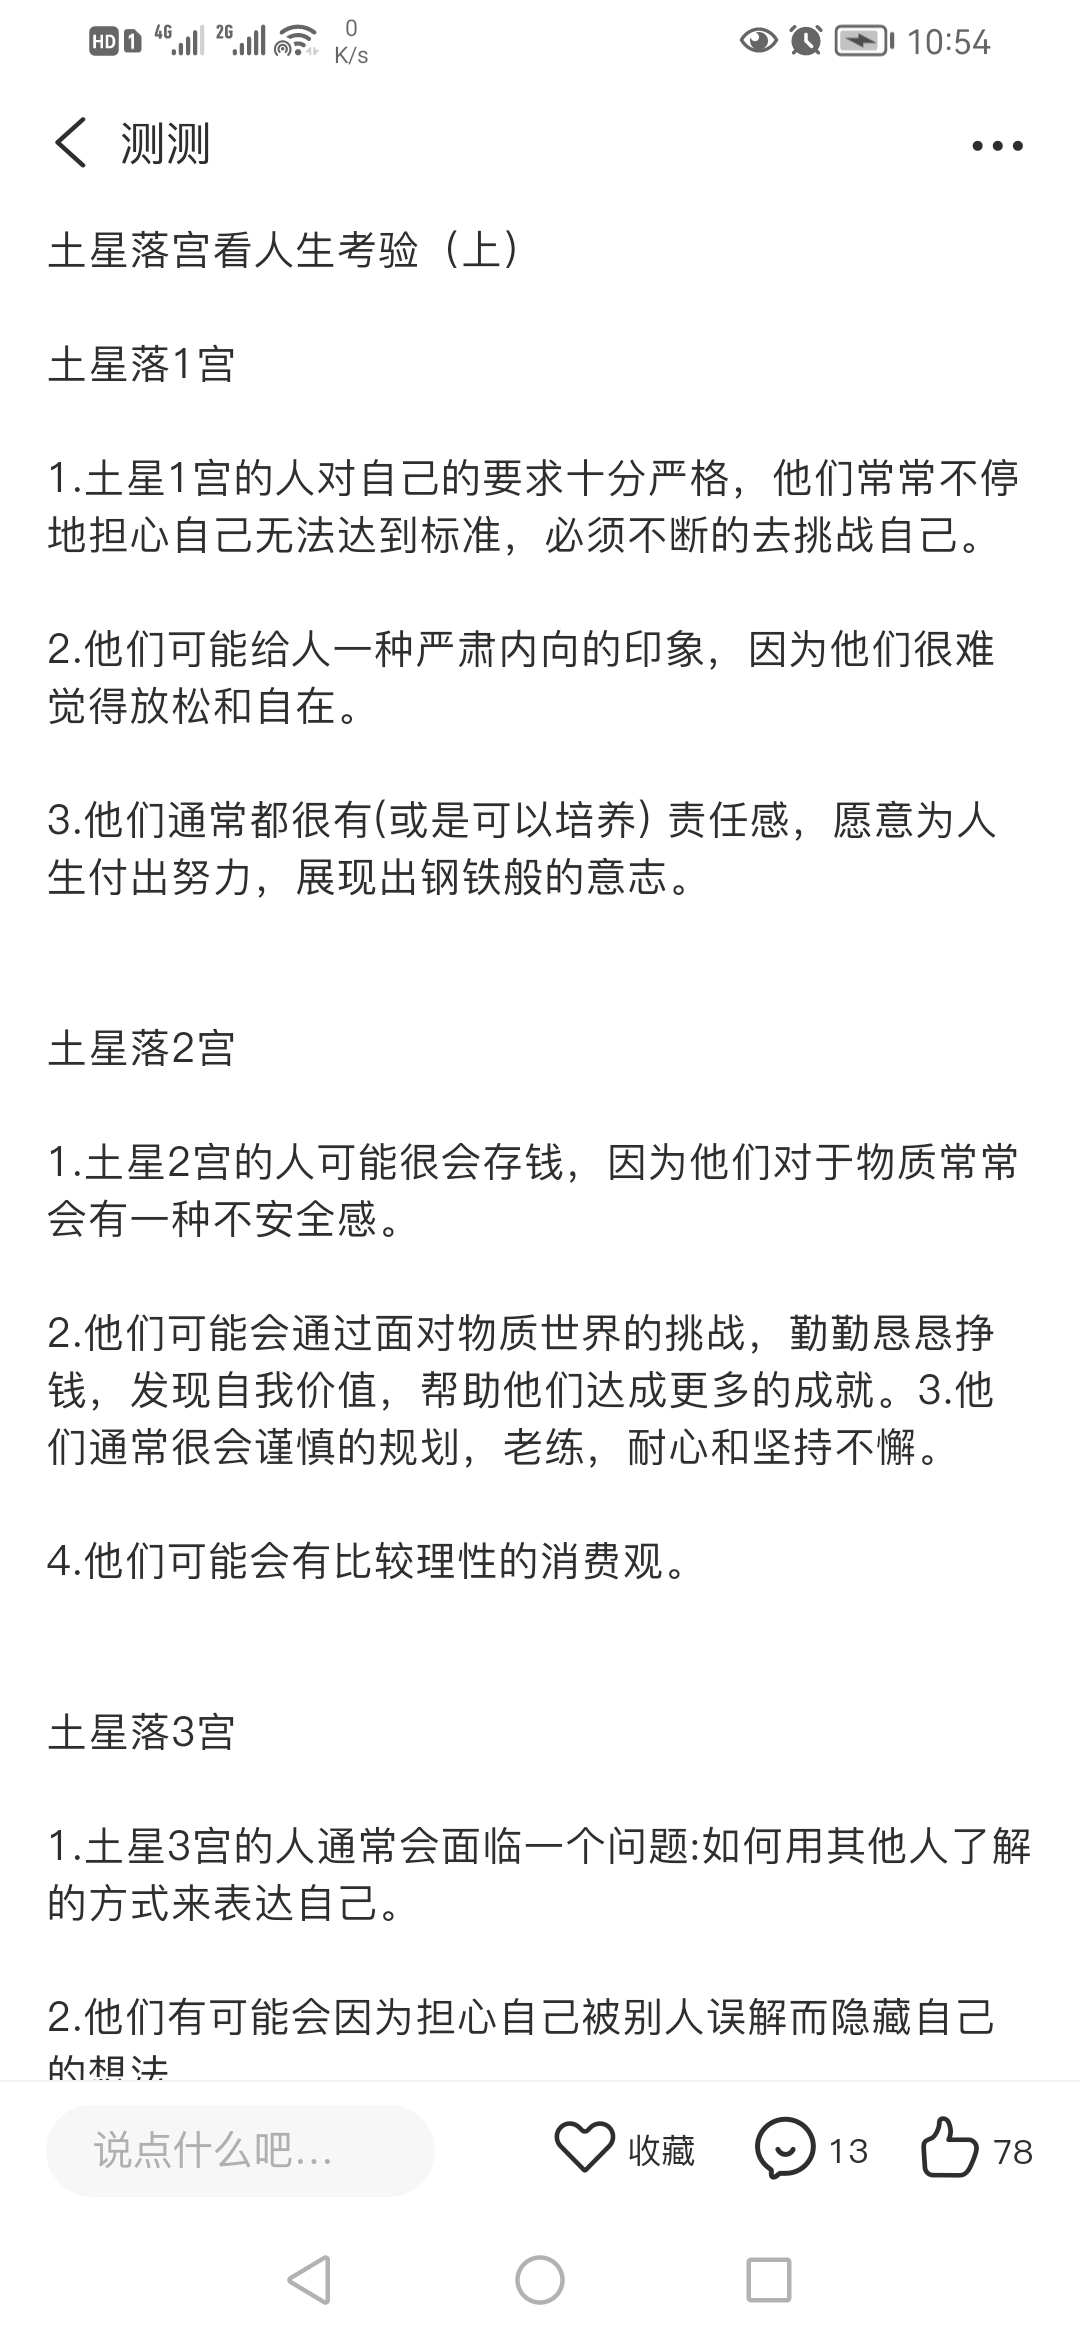 HD 1 4G 2G 0 K/s 10:54
测测
土星落宫看人生考验（上）
土星落1宫
1.土星1宫的人对自己的要求十分严格，他们常常不停
地担心自己无法达到标准，必须不断的去挑战自己。
2.他们可能给人一种严肃内向的印象，因为他们很难
觉得放松和自在。
3.他们通常都很有(或是可以培养) 责任感，愿意为人
生付出努力，展现出钢铁般的意志。
土星落2宫
1.土星2宫的人可能很会存钱，因为他们对于物质常常
会有一种不安全感。
2.他们可能会通过面对物质世界的挑战，勤勤恳恳挣
钱，发现自我价值，帮助他们达成更多的成就。3.他
们通常很会谨慎的规划，老练，耐心和坚持不懈。
4.他们可能会有比较理性的消费观。
土星落3宫
1.土星3宫的人通常会面临一个问题:如何用其他人了解
的方式来表达自己。
2.他们有可能会因为担心自己被别人误解而隐藏自己
的想法
说点什么吧... 收藏 13 78